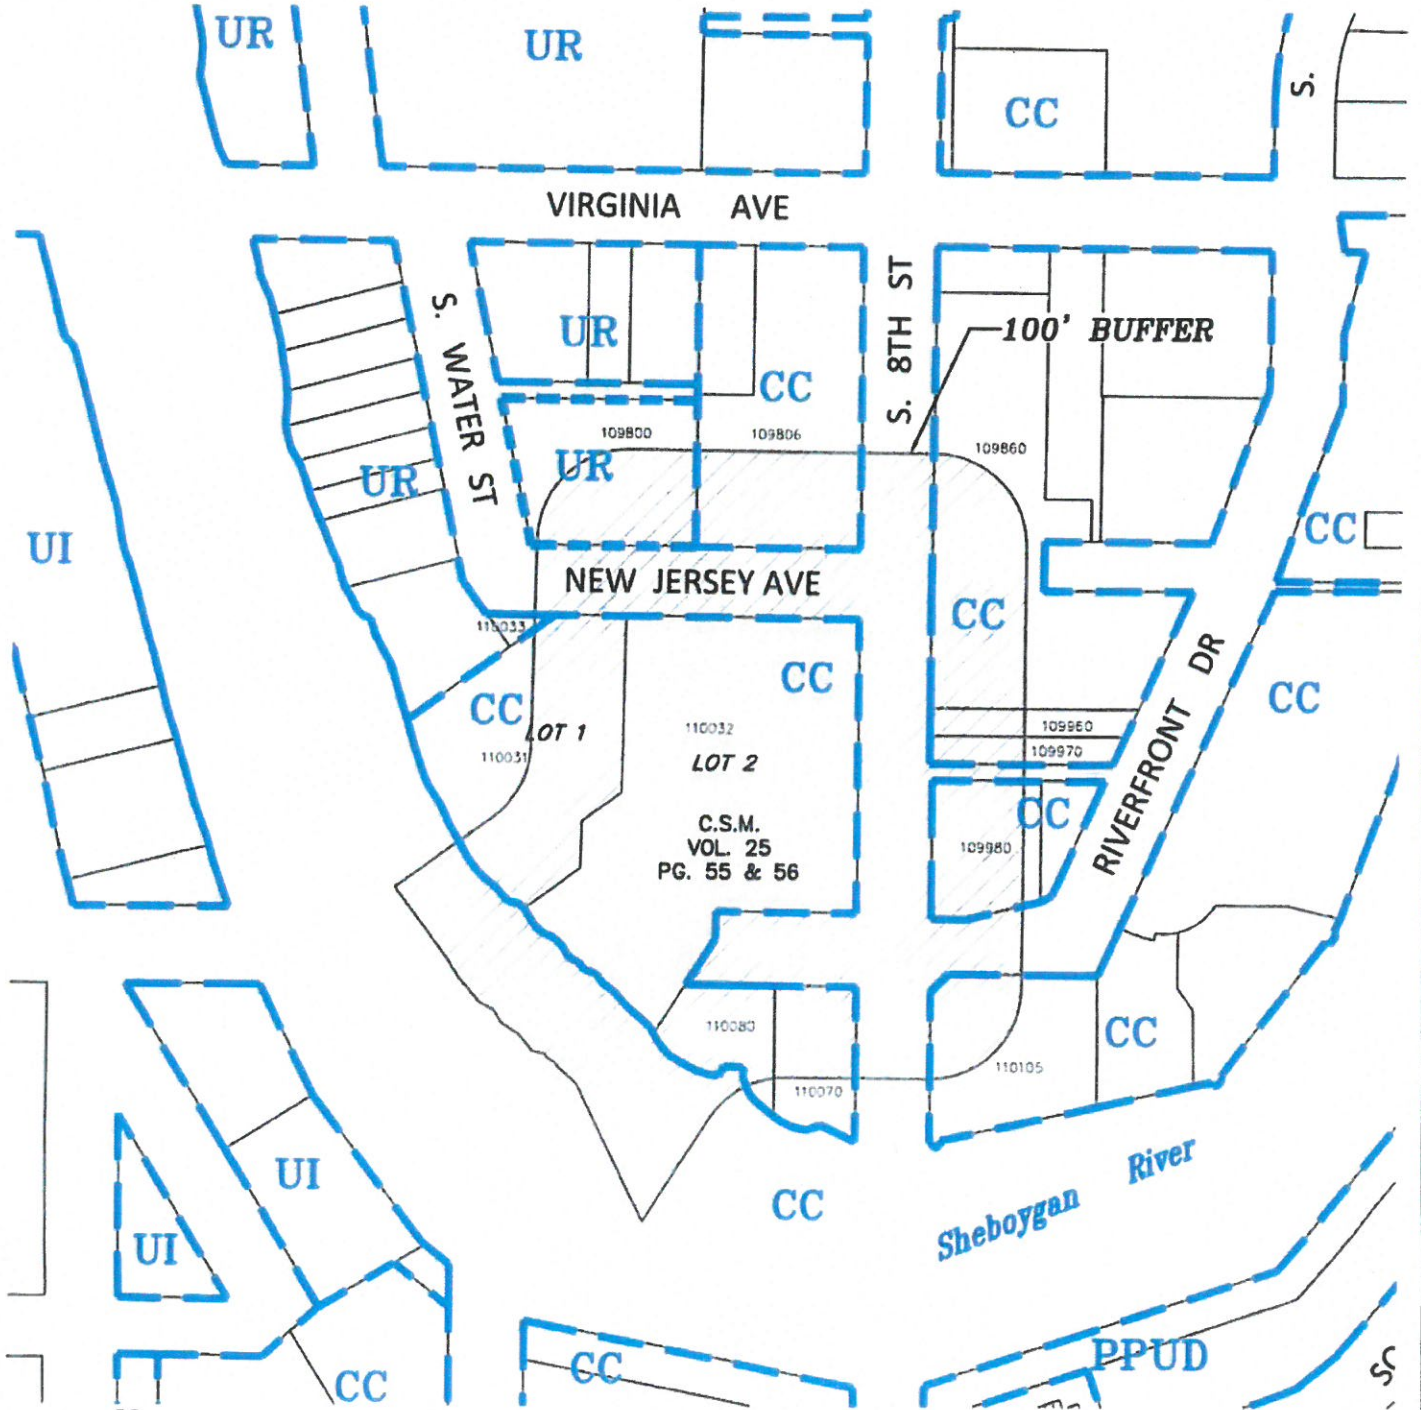 UR
UR
CC
S.
VIRGINIA AVE
S. WATER ST
UR
CC
S. 8TH ST
100' BUFFER
109800
109806
109860
UR
UR
UI
CC
NEW JERSEY AVE
CC
110033
CC
CC
CC
RIVERFRONT DR
LOT 1
110031
110032
LOT 2
109960
109970
C.S.M.
VOL. 25
PG. 55 & 56
CC
109980
110080
110070
110105
CC
UI
UI
CC
Sheboygan River
CC
CC
PPUD